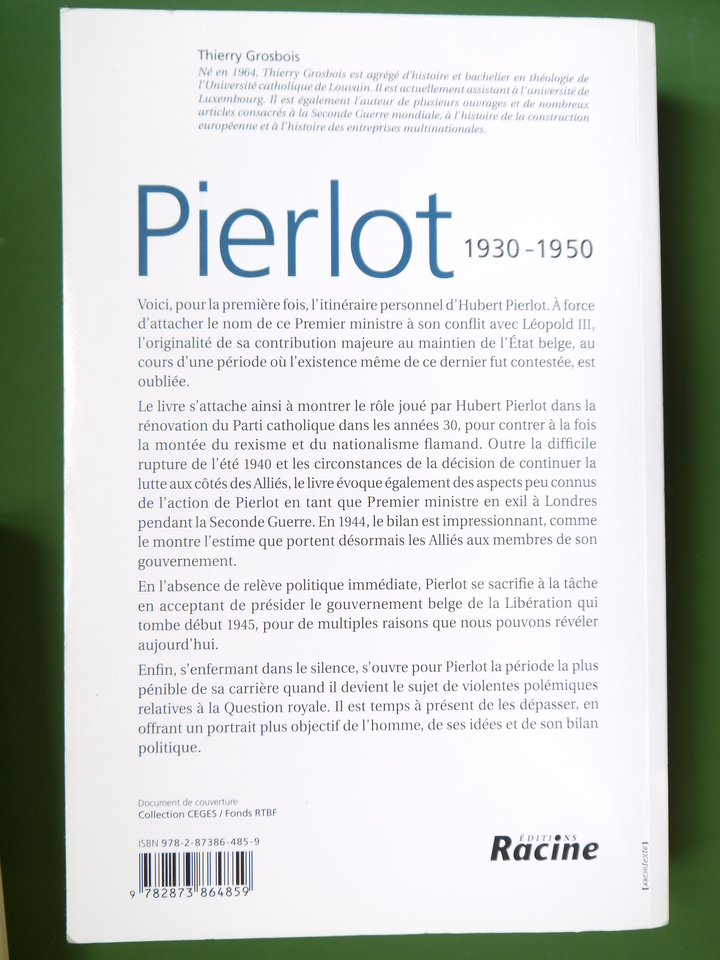 Thierry Grosbois
Né en 1964, Thierry Grosbois est agrégé d'histoire et bachelier en théologie de
l'Université catholique de Louvain. Il est actuellement assistant à l'université de
Luxembourg. Il est également l'auteur de plusieurs ouvrages et de nombreux
articles consacrés à la Seconde Guerre mondiale, à l'histoire de la construction
européenne et à l'histoire des entreprises multinationales.
Pierlot 1930-1950
Voici, pour la première fois, l'itinéraire personnel d'Hubert Pierlot. À force
d'attacher le nom de ce Premier ministre à son conflit avec Léopold III,
l'originalité de sa contribution majeure au maintien de l'État belge, au
cours d'une période où l'existence même de ce dernier fut contestée, est
oubliée.
Le livre s'attache ainsi à montrer le rôle joué par Hubert Pierlot dans la
rénovation du Parti catholique dans les années 30, pour contrer à la fois
la montée du rexisme et du nationalisme flamand. Outre la difficile
rupture de l'été 1940 et les circonstances de la décision de continuer la
lutte aux côtés des Alliés, le livre évoque également des aspects peu connus
de l'action de Pierlot en tant que Premier ministre en exil à Londres
pendant la Seconde Guerre. En 1944, le bilan est impressionnant, comme
le montre l'estime que portent désormais les Alliés aux membres de son
gouvernement.
En l'absence de relève politique immédiate, Pierlot se sacrifie à la tâche
en acceptant de présider le gouvernement belge de la Libération qui
tombe début 1945, pour de multiples raisons que nous pouvons révéler
aujourd'hui.
Enfin, s'enfermant dans le silence, s'ouvre pour Pierlot la période la plus
pénible de sa carrière quand il devient le sujet de violentes polémiques
relatives à la Question royale. Il est temps à présent de les dépasser, en
offrant un portrait plus objectif de l'homme, de ses idées et de son bilan
politique.
Document de couverture
Collection CEGES / Fonds RTBF
ISBN 978-2-87386-485-9
9 782873 864859
ÉDITIONS
Racine
[ARCHItexte]